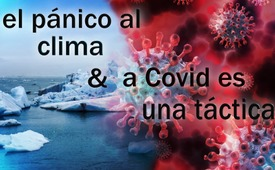 el pánico al
clima
& a Covid es
una táctica